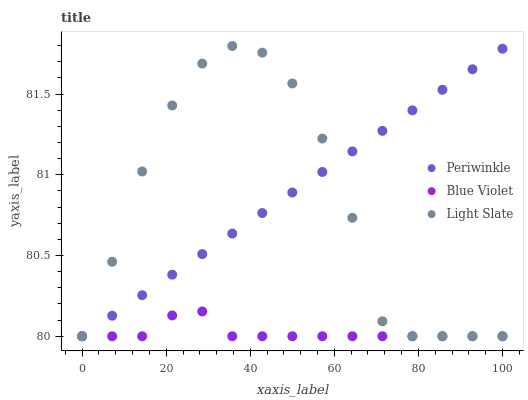 title
yaxis_label
81.5
81
80.5
80
0 20 40 60 80 100
xaxis_label
Periwinkle
Blue Violet
Light Slate